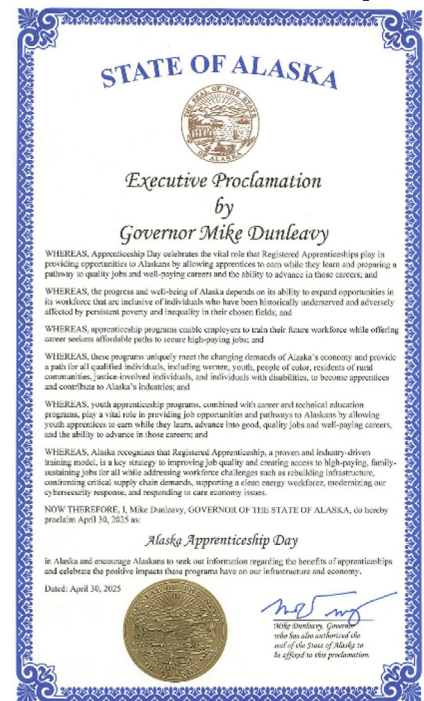 STATE OF ALASKA
THE SEAL OF THE STATE
OF ALASKA
Executive Proclamation
by
Governor Mike Dunleavy
WHEREAS, Apprenticeship Day celebrates the vital role that Registered Apprenticeships play in
providing opportunities to Alaskans by allowing apprentices to earn while they learn and preparing a
pathway to quality jobs and well-paying careers and the ability to advance in those careers; and
WHEREAS, the progress and well-being of Alaska depends on its ability to expand opportunities in
its workforce that are inclusive of individuals who have been historically underserved and adversely
affected by persistent poverty and inequality in their chosen fields; and
WHEREAS, apprenticeship programs enable employers to train their future workforce while offering
career seekers affordable paths to secure high-paying jobs; and
WHEREAS, these programs uniquely meet the changing demands of Alaska's economy and provide
a path for all qualified individuals, including women, youth, people of color, residents of rural
communities, justice-involved individuals, and individuals with disabilities, to become apprentices
and contribute to Alaska's industries; and
WHEREAS, youth apprenticeship programs, combined with career and technical education
programs, play a vital role in providing job opportunities and pathways to Alaskans by allowing
youth apprentices to earn while they learn, advance into good, quality jobs and well-paying careers,
and the ability to advance in those careers; and
WHEREAS, Alaska recognizes that Registered Apprenticeship, a proven and industry-driven
training model, is a key strategy to improving job quality and creating access to high-paying, family-
sustaining jobs for all while addressing workforce challenges such as rebuilding infrastructure,
confronting critical supply chain demands, supporting a clean energy workforce, modernizing our
cybersecurity response, and responding to care economy issues.
NOW THEREFORE, I, Mike Dunleavy, GOVERNOR OF THE STATE OF ALASKA, do hereby
proclaim April 30, 2025 as:
Alaska Apprenticeship Day
in Alaska and encourage Alaskans to seek our information regarding the benefits of apprenticeships
and celebrate the positive impacts these programs have on our infrastructure and economy.
Dated: April 30, 2025
Mike Dunleavy, Governor
who has also authorized the
seal of the State of Alaska to
be affixed to this proclamation.